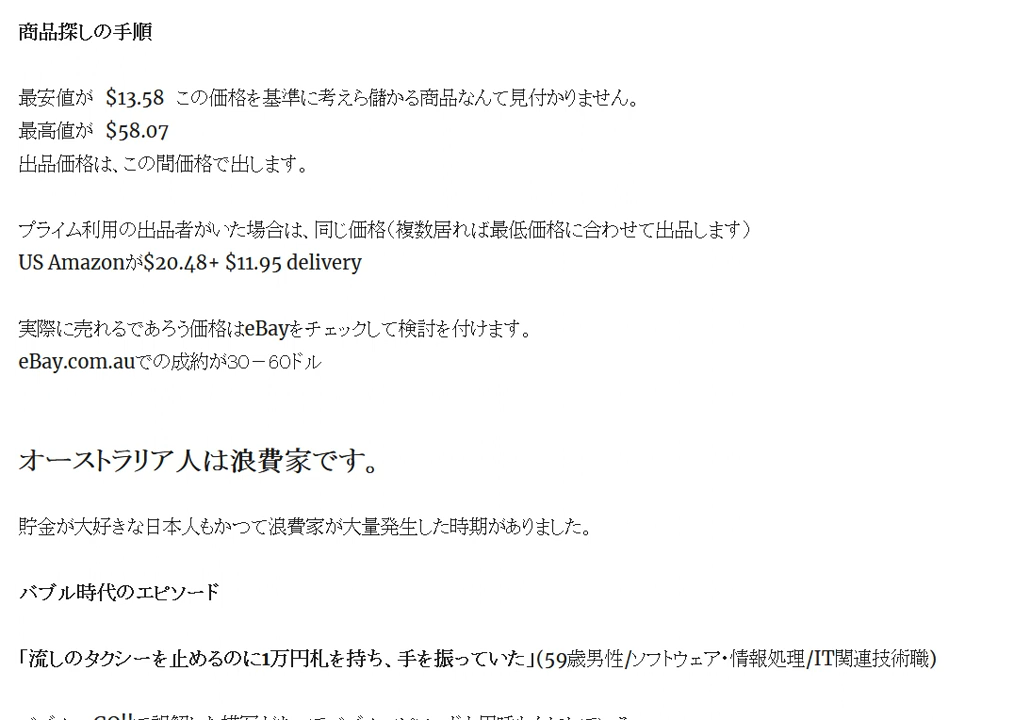 商品探しの手順
最安値が $13.58 この価格を基準に考えら儲かる商品なんて見付かりません。
最高値が $58.07
出品価格は、この間価格で出します。
プライム利用の出品者がいた場合は、同じ価格（複数居れば最低価格に合わせて出品します）
US Amazonが$20.48+ $11.95 delivery
実際に売れるであろう価格はeBayをチェックして検討を付けます。
eBay.com.auでの成約が30－60ドル
オーストラリア人は浪費家です。
貯金が大好きな日本人もかつて浪費家が大量発生した時期がありました。
バブル時代のエピソード
「流しのタクシーを止めるのに1万円札を持ち、手を振っていた」(59歳男性/ソフトウェア・情報処理/IT関連技術職)